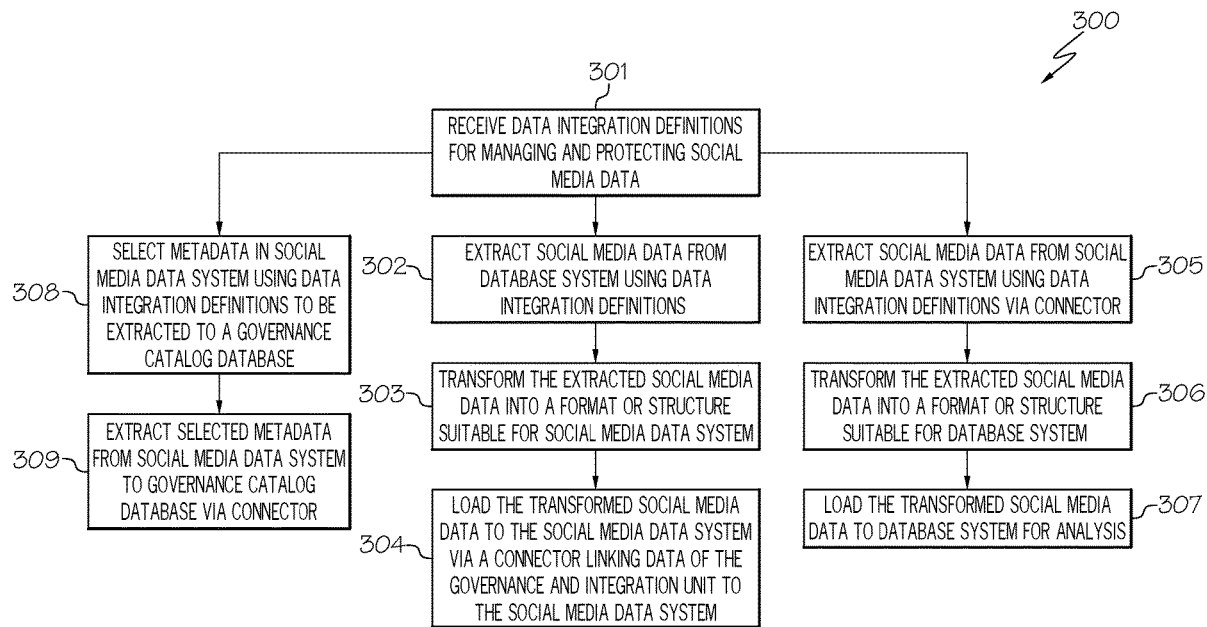 300
301
RECEIVE DATA INTEGRATION DEFINITIONS
FOR MANAGING AND PROTECTING SOCIAL
MEDIA DATA
308
SELECT METADATA IN SOCIAL
MEDIA DATA SYSTEM USING DATA
INTEGRATION DEFINITIONS TO BE
EXTRACTED TO A GOVERNANCE
CATALOG DATABASE
309
EXTRACT SELECTED METADATA
FROM SOCIAL MEDIA DATA SYSTEM
TO GOVERNANCE CATALOG
DATABASE VIA CONNECTOR
302
EXTRACT SOCIAL MEDIA DATA FROM
DATABASE SYSTEM USING DATA
INTEGRATION DEFINITIONS
303
TRANSFORM THE EXTRACTED SOCIAL MEDIA
DATA INTO A FORMAT OR STRUCTURE
SUITABLE FOR SOCIAL MEDIA DATA SYSTEM
304
LOAD THE TRANSFORMED SOCIAL MEDIA
DATA TO THE SOCIAL MEDIA DATA SYSTEM
VIA A CONNECTOR LINKING DATA OF THE
GOVERNANCE AND INTEGRATION UNIT TO
THE SOCIAL MEDIA DATA SYSTEM
EXTRACT SOCIAL MEDIA DATA FROM SOCIAL
MEDIA DATA SYSTEM USING DATA
INTEGRATION DEFINITIONS VIA CONNECTOR
305
TRANSFORM THE EXTRACTED SOCIAL MEDIA
DATA INTO A FORMAT OR STRUCTURE
SUITABLE FOR DATABASE SYSTEM
306
LOAD THE TRANSFORMED SOCIAL MEDIA
DATA TO DATABASE SYSTEM FOR ANALYSIS
307